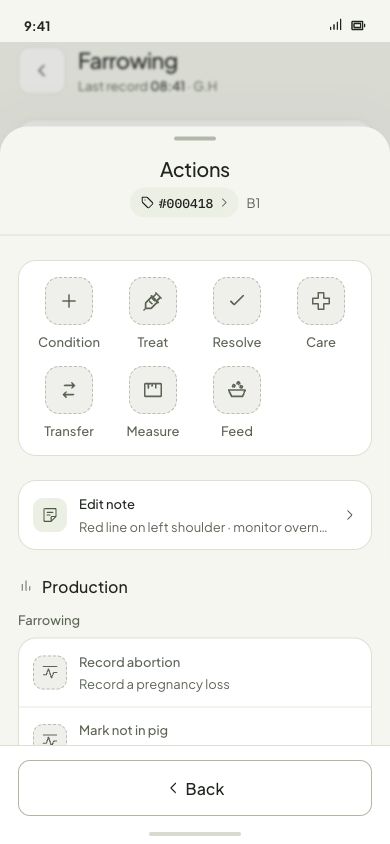 9:41
Farrowing
Last record 08:41 · G.H
Actions
#000418
B1
Condition
Treat
Resolve
Care
Transfer
Measure
Feed
Edit note
Red line on left shoulder · monitor overn...
Production
Farrowing
Record abortion
Record a pregnancy loss
Mark not in pig
Back